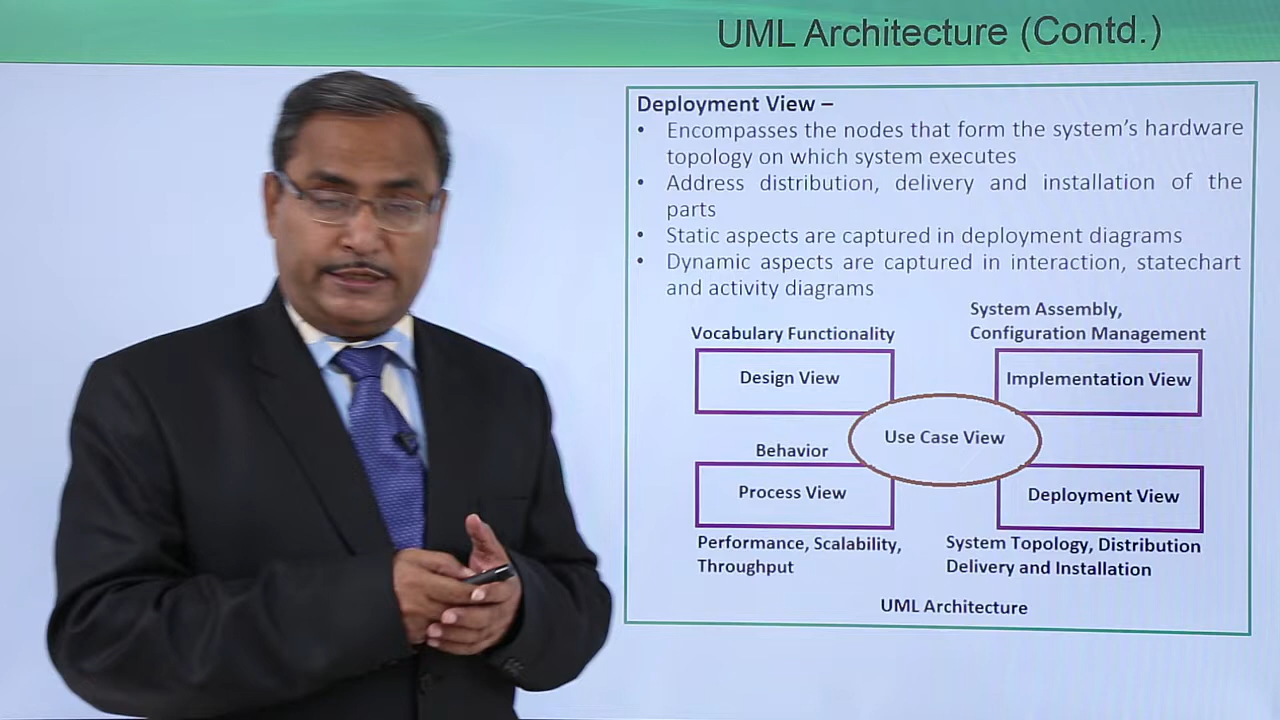 UML Architecture (Contd.)
Deployment View –
• Encompasses the nodes that form the system's hardware
topology on which system executes
• Address distribution, delivery and installation of the
parts
• Static aspects are captured in deployment diagrams
• Dynamic aspects are captured in interaction, statechart
and activity diagrams
System Assembly,
Vocabulary Functionality
Configuration Management
Design View
Implementation View
Use Case View
Behavior
Process View
Deployment View
Performance, Scalability,
Throughput
System Topology, Distribution
Delivery and Installation
UML Architecture